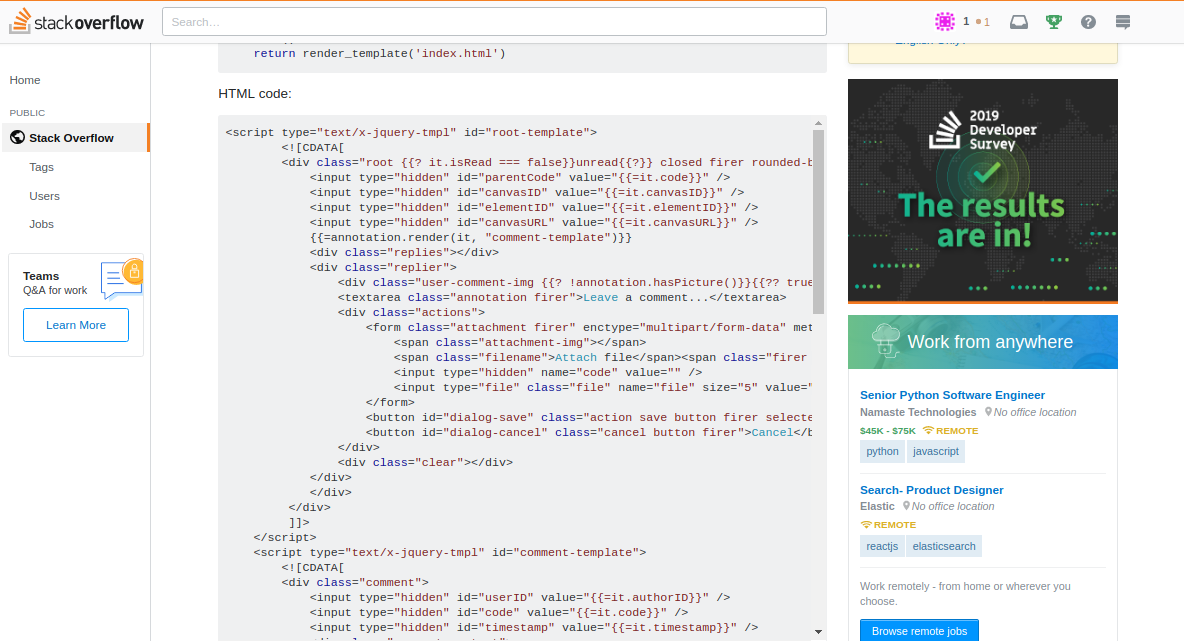 stackoverflow
Search…
1
1
Home
PUBLIC
Stack Overflow
Tags
Users
Jobs
Teams
Q&A for work
Learn More
return render_template('index.html')
HTML code:
<script type="text/x-jquery-tmpl" id="root-template">
<![CDATA[
<div class="root {{? it.isRead === false}}unread{{?}} closed firer rounded-b
<input type="hidden" id="parentCode" value="{{=it.code}}" />
<input type="hidden" id="canvasID" value="{{=it.canvasID}}" />
<input type="hidden" id="elementID" value="{{=it.elementID}}" />
<input type="hidden" id="canvasURL" value="{{=it.canvasURL}}" />
{{=annotation.render(it, "comment-template")}}
<div class="replies"></div>
<div class="replier">
<div class="user-comment-img {{? !annotation.hasPicture()}}{{?? true
<textarea class="annotation firer">Leave a comment...</textarea>
<div class="actions">
<form class="attachment firer" enctype="multipart/form-data" met
<span class="attachment-img"></span>
<span class="filename">Attach file</span><span class="firer
<input type="hidden" name="code" value="" />
<input type="file" class="file" name="file" size="5" value="
</form>
<button id="dialog-save" class="action save button firer selecte
<button id="dialog-cancel" class="cancel button firer">Cancel</b
</div>
<div class="clear"></div>
</div>
</div>
</div>
]]>
</script>
<script type="text/x-jquery-tmpl" id="comment-template">
<![CDATA[
<div class="comment">
<input type="hidden" id="userID" value="{{=it.authorID}}" />
<input type="hidden" id="code" value="{{=it.code}}" />
<input type="hidden" id="timestamp" value="{{=it.timestamp}}" />
2019
Developer
Survey
The results
are in!
Work from anywhere
Senior Python Software Engineer
Namaste Technologies No office location
$45K - $75K REMOTE
python javascript
Search- Product Designer
Elastic No office location
REMOTE
reactjs elasticsearch
Work remotely - from home or wherever you
choose.
Browse remote jobs